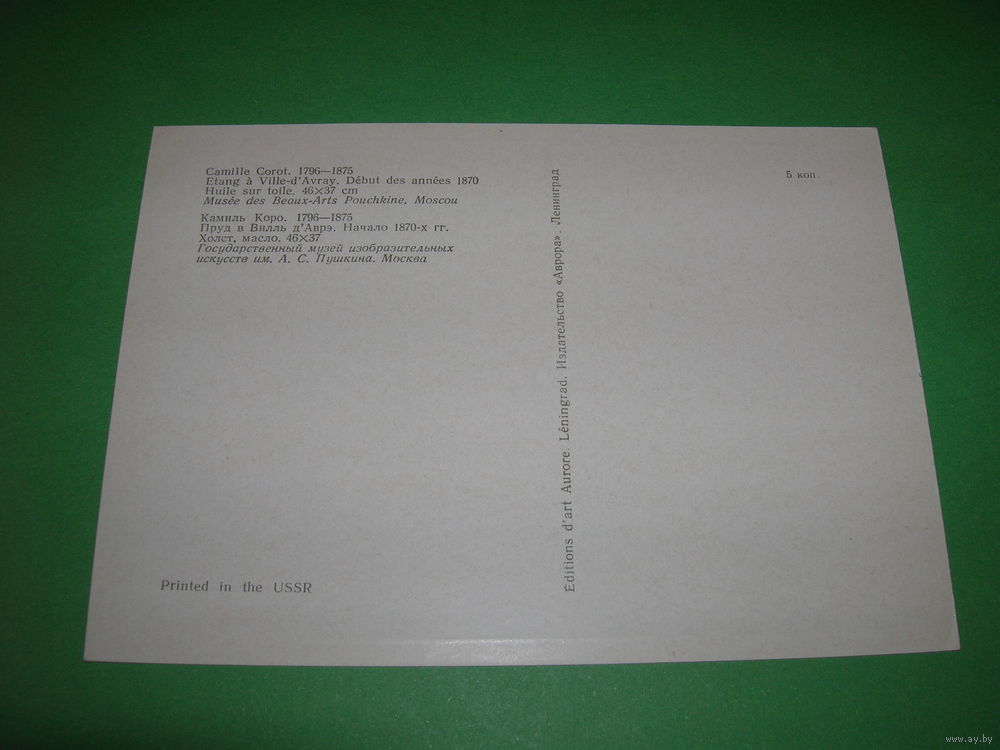 Camille Corot. 1796—1875
Etang à Ville-d'Avray. Début des années 1870
Huile sur toile. 46×37 cm
Musée des Beaux-Arts Pouchkine, Moscou
Камиль Коро. 1796—1875
Пруд в Вилль д'Аврэ. Начало 1870-х гг.
Холст, масло. 46×37
Государственный музей изобразительных
искусств им. А. С. Пушкина. Москва
Printed in the USSR
Éditions d'art Aurore. Léningrad. Издательство «Аврора». Ленинград
5 коп.
www.ay.by